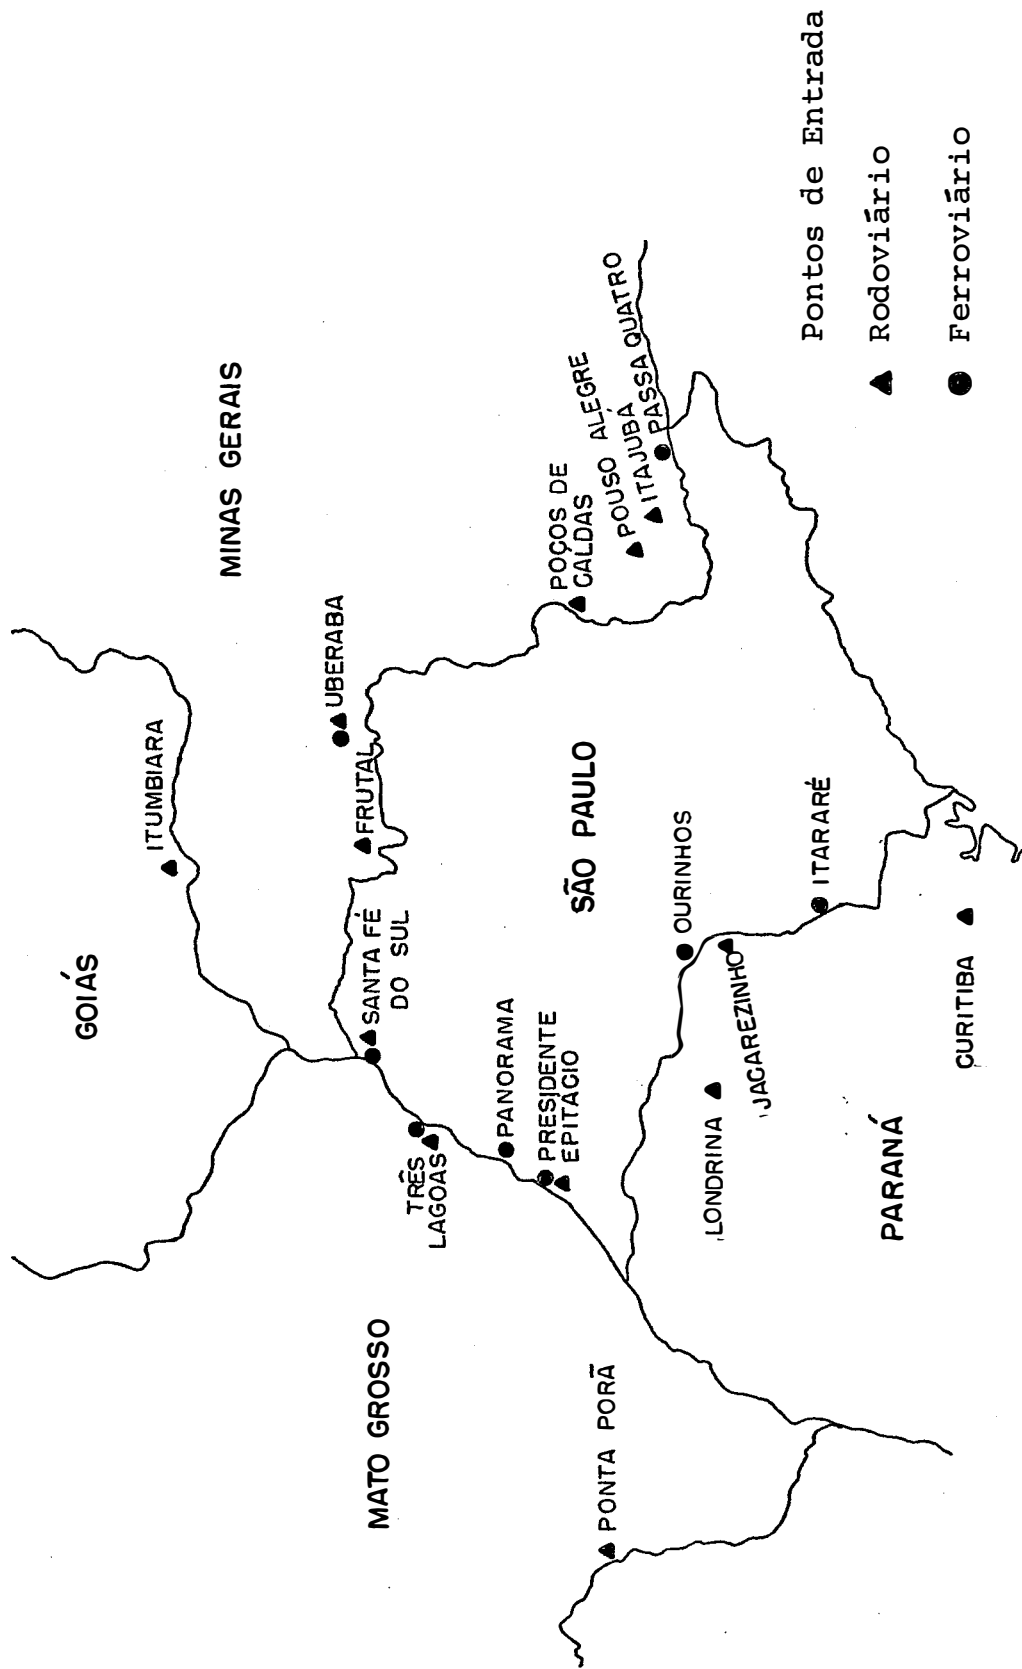 GOIÁS
MINAS GERAIS
ITUMBIARA
UBERABA
FRUTAL
SANTA FÉ
DO SUL
TRÊS
LAGOAS
MATO GROSSO
PANORAMA
PRESIDENTE
EPITÁCIO
SÃO PAULO
POÇOS DE
CALDAS
POUSO ALEGRE
ITAJUBÁ
PASSA QUATRO
PONTA PORÃ
OURINHOS
LONDRINA
JACAREZINHO
ITARARÉ
PARANÁ
CURITIBA
Pontos de Entrada
Rodoviário
Ferroviário